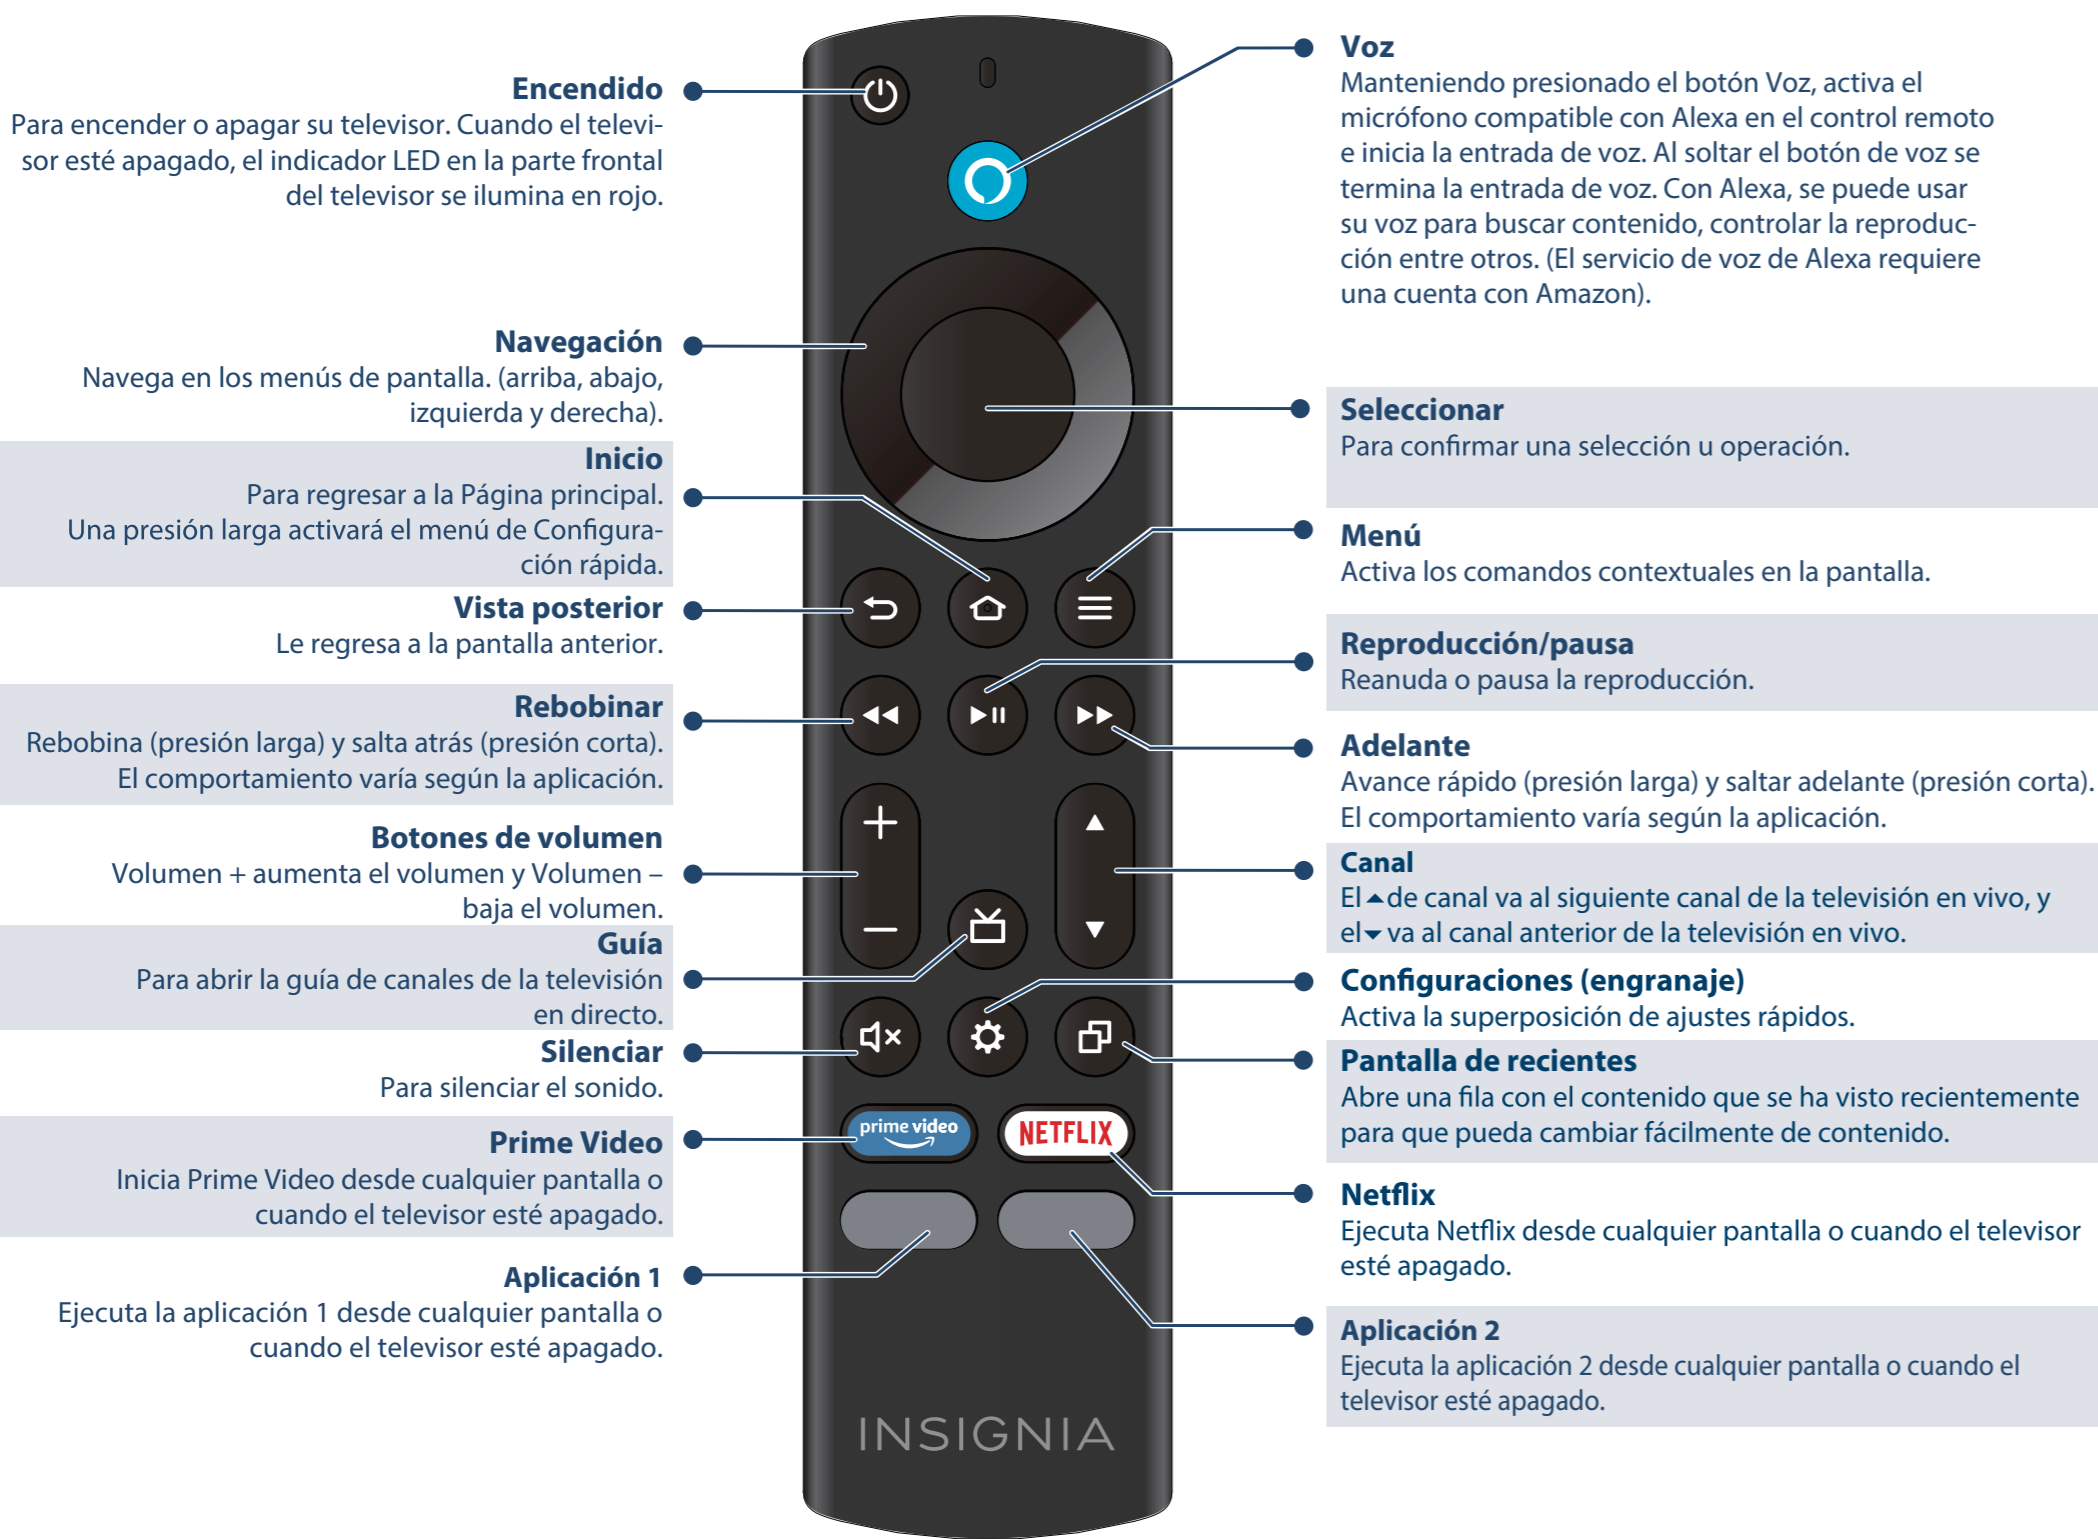 Encendido
Para encender o apagar su televisor. Cuando el televi-
sor esté apagado, el indicador LED en la parte frontal
del televisor se ilumina en rojo.
Navegación
Navega en los menús de pantalla. (arriba, abajo,
izquierda y derecha).
Inicio
Para regresar a la Página principal.
Una presión larga activará el menú de Configura-
ción rápida.
Vista posterior
Le regresa a la pantalla anterior.
Rebobinar
Rebobina (presión larga) y salta atrás (presión corta).
El comportamiento varía según la aplicación.
Botones de volumen
Volumen + aumenta el volumen y Volumen –
baja el volumen.
Guía
Para abrir la guía de canales de la televisión
en directo.
Silenciar
Para silenciar el sonido.
Prime Video
Inicia Prime Video desde cualquier pantalla o
cuando el televisor esté apagado.
Aplicación 1
Ejecuta la aplicación 1 desde cualquier pantalla o
cuando el televisor esté apagado.
prime video
NETFLIX
INSIGNIA
Voz
Manteniendo presionado el botón Voz, activa el
micrófono compatible con Alexa en el control remoto
e inicia la entrada de voz. Al soltar el botón de voz se
termina la entrada de voz. Con Alexa, se puede usar
su voz para buscar contenido, controlar la reproduc-
ción entre otros. (El servicio de voz de Alexa requiere
una cuenta con Amazon).
Seleccionar
Para confirmar una selección u operación.
Menú
Activa los comandos contextuales en la pantalla.
Reproducción/pausa
Reanuda o pausa la reproducción.
Adelante
Avance rápido (presión larga) y saltar adelante (presión corta).
El comportamiento varía según la aplicación.
Canal
El ▲ de canal va al siguiente canal de la televisión en vivo, y
el ▼ va al canal anterior de la televisión en vivo.
Configuraciones (engranaje)
Activa la superposición de ajustes rápidos.
Pantalla de recientes
Abre una fila con el contenido que se ha visto recientemente
para que pueda cambiar fácilmente de contenido.
Netflix
Ejecuta Netflix desde cualquier pantalla o cuando el televisor
esté apagado.
Aplicación 2
Ejecuta la aplicación 2 desde cualquier pantalla o cuando el
televisor esté apagado.